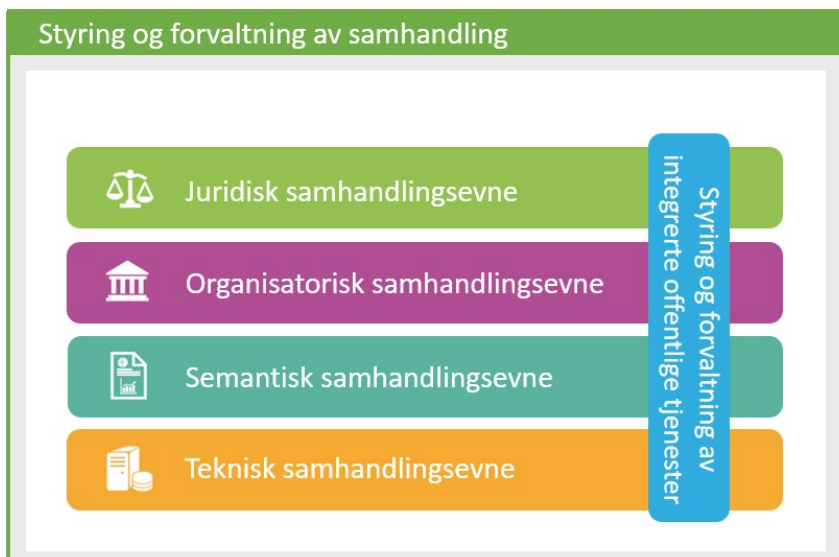 Styring og forvaltning av samhandling
Juridisk samhandlingsevne
Organisatorisk samhandlingsevne
Semantisk samhandlingsevne
Teknisk samhandlingsevne
Styring og forvaltning av
integrerte offentlige tjenester